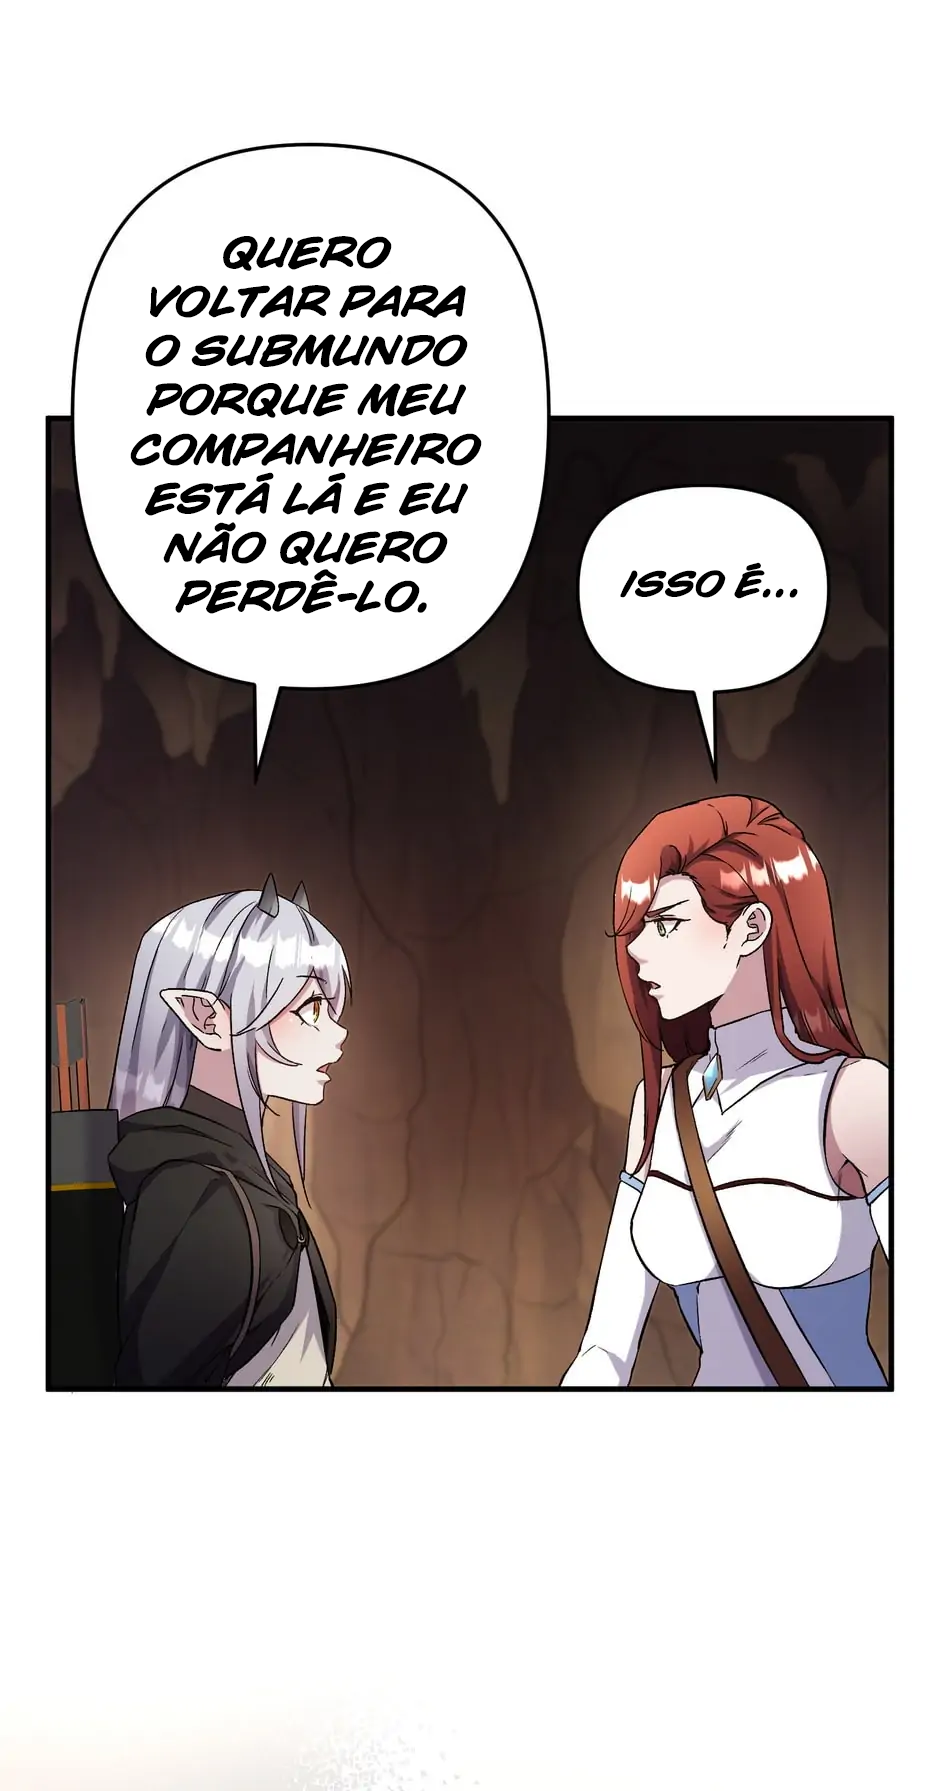 QUERO
VOLTAR PARA
O SUBMUNDO
PORQUE MEU
COMPANHEIRO
ESTÁ LÁ E EU
NÃO QUERO
PERDÊ-LO.
ISSO É...